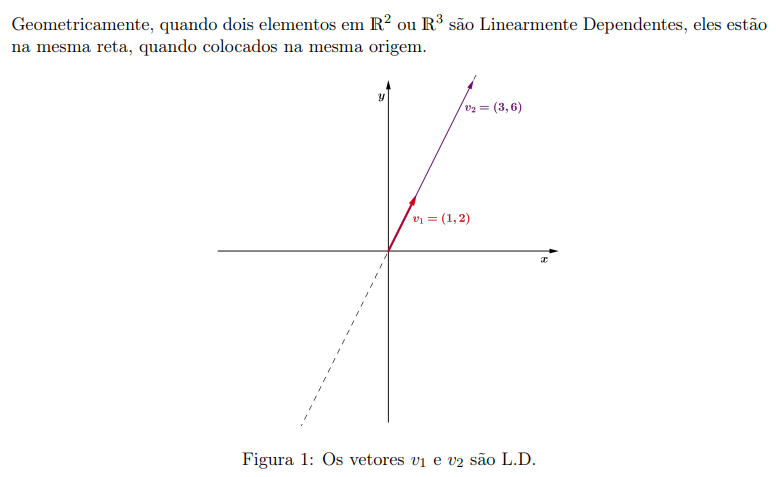 Geometricamente, quando dois elementos em ℝ² ou ℝ³ são Linearmente Dependentes, eles estão
na mesma reta, quando colocados na mesma origem.
y
v₂ = (3, 6)
v₁ = (1, 2)
x
Figura 1: Os vetores v₁ e v₂ são L.D.